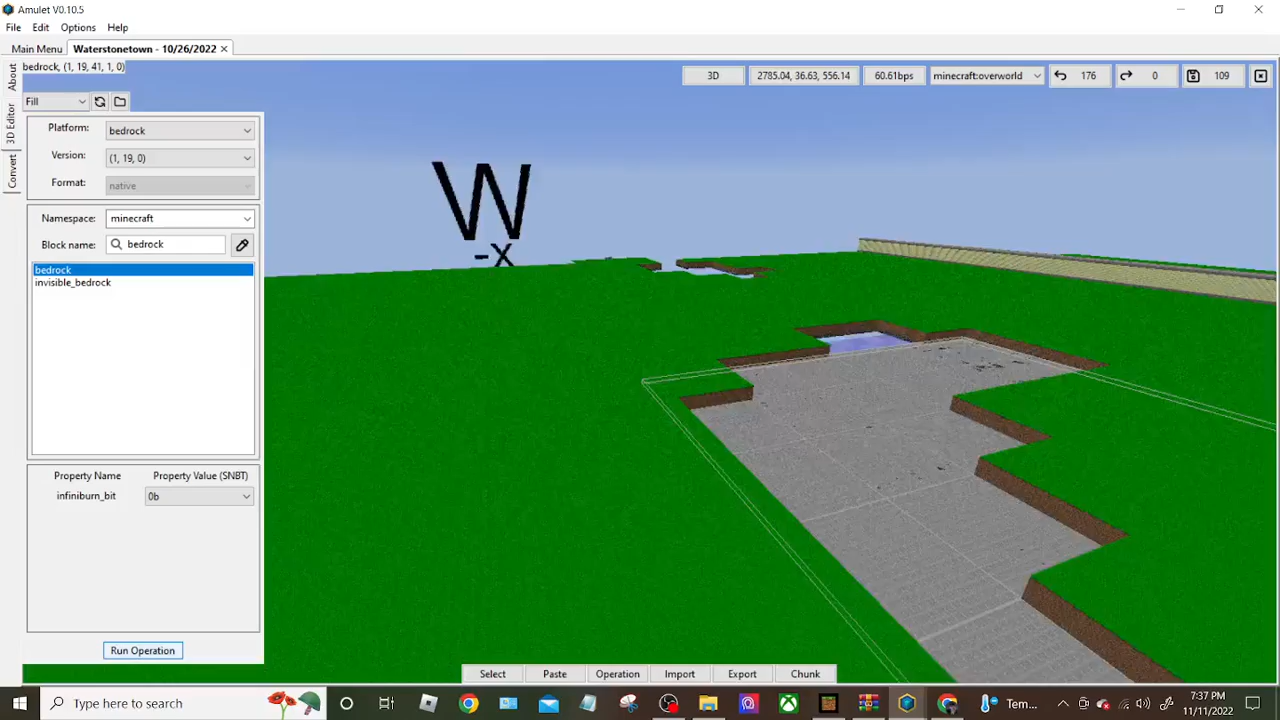 Amulet V0.10.5
File Edit Options Help
Main Menu Waterstonetown - 10/26/2022
bedrock, (1, 19, 41, 1, 0)
3D 2785.04, 36.63, 556.14 60.61bps minecraft:overworld 176 0 109
About
3D Editor
Convert
Fill
Platform: bedrock
Version: (1, 19, 0)
Format: native
Namespace: minecraft
Block name: bedrock
bedrock
invisible_bedrock
Property Name Property Value (SNBT)
infiniburn_bit 0b
Run Operation
W
-X
Select Paste Operation Import Export Chunk
Type here to search
Tem...
7:37 PM
11/11/2022